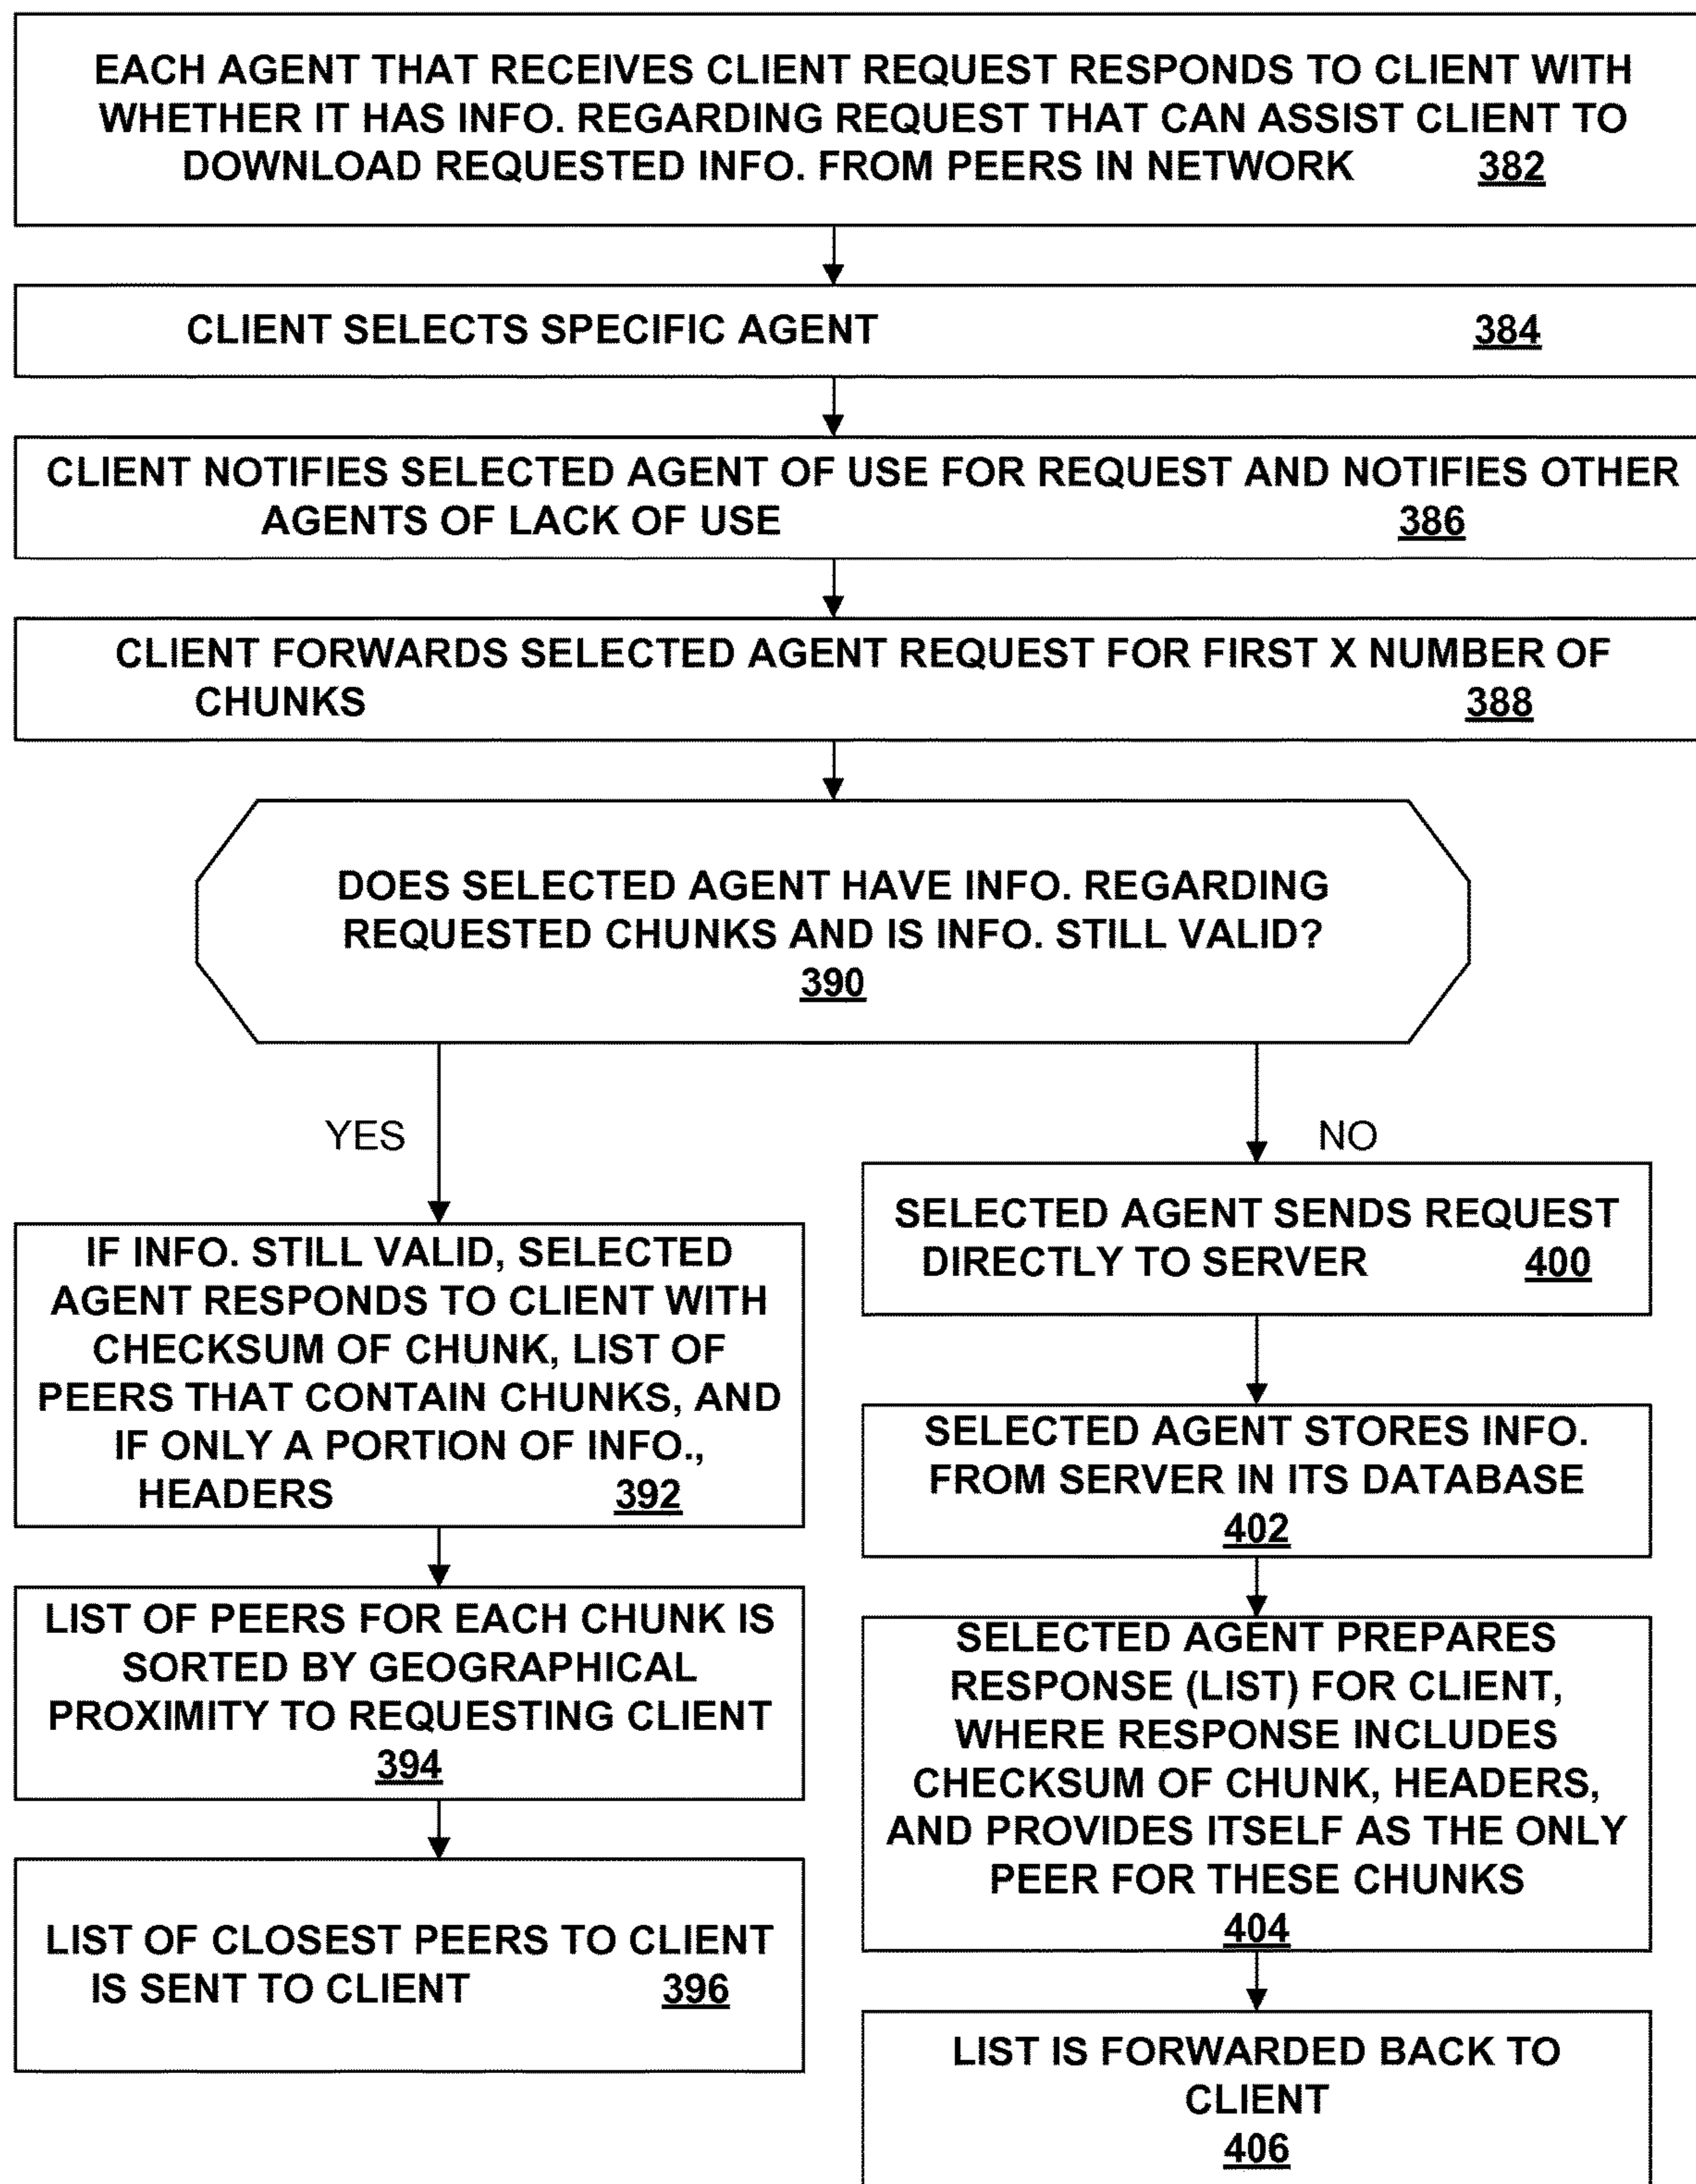 EACH AGENT THAT RECEIVES CLIENT REQUEST RESPONDS TO CLIENT WITH
WHETHER IT HAS INFO. REGARDING REQUEST THAT CAN ASSIST CLIENT TO
DOWNLOAD REQUESTED INFO. FROM PEERS IN NETWORK 382
CLIENT SELECTS SPECIFIC AGENT 384
CLIENT NOTIFIES SELECTED AGENT OF USE FOR REQUEST AND NOTIFIES OTHER
AGENTS OF LACK OF USE 386
CLIENT FORWARDS SELECTED AGENT REQUEST FOR FIRST X NUMBER OF
CHUNKS 388
DOES SELECTED AGENT HAVE INFO. REGARDING
REQUESTED CHUNKS AND IS INFO. STILL VALID?
390
YES
IF INFO. STILL VALID, SELECTED
AGENT RESPONDS TO CLIENT WITH
CHECKSUM OF CHUNK, LIST OF
PEERS THAT CONTAIN CHUNKS, AND
IF ONLY A PORTION OF INFO.,
HEADERS 392
LIST OF PEERS FOR EACH CHUNK IS
SORTED BY GEOGRAPHICAL
PROXIMITY TO REQUESTING CLIENT
394
LIST OF CLOSEST PEERS TO CLIENT
IS SENT TO CLIENT 396
NO
SELECTED AGENT SENDS REQUEST
DIRECTLY TO SERVER 400
SELECTED AGENT STORES INFO.
FROM SERVER IN ITS DATABASE
402
SELECTED AGENT PREPARES
RESPONSE (LIST) FOR CLIENT,
WHERE RESPONSE INCLUDES
CHECKSUM OF CHUNK, HEADERS,
AND PROVIDES ITSELF AS THE ONLY
PEER FOR THESE CHUNKS
404
LIST IS FORWARDED BACK TO
CLIENT
406